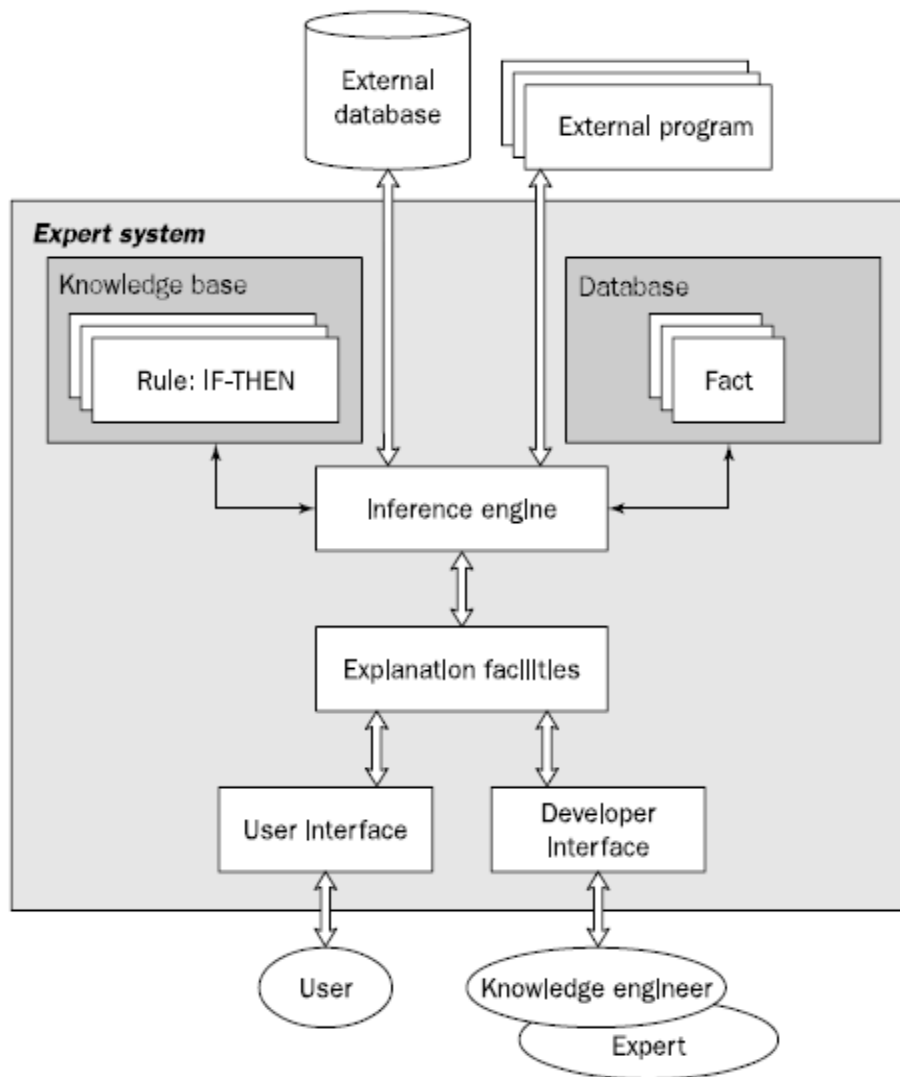 External
database
External program
Expert system
Knowledge base
Rule: IF-THEN
Database
Fact
Inference engine
Explanation facilities
User interface
Developer
interface
User
Knowledge engineer
Expert